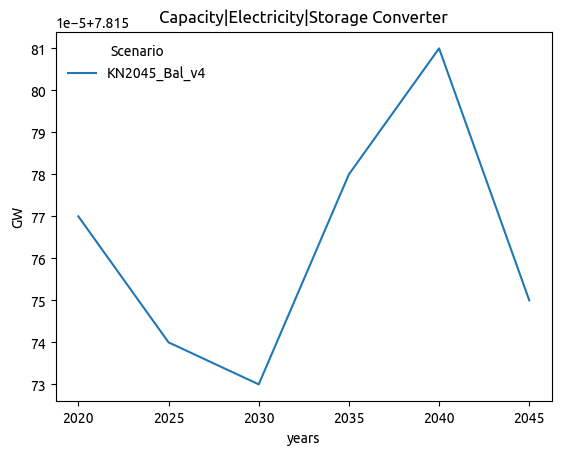 Capacity|Electricity|Storage Converter
1e−5+7.815
Scenario
KN2045_Bal_v4
81
80
79
78
77
76
75
74
73
GW
2020 2025 2030 2035 2040 2045
years